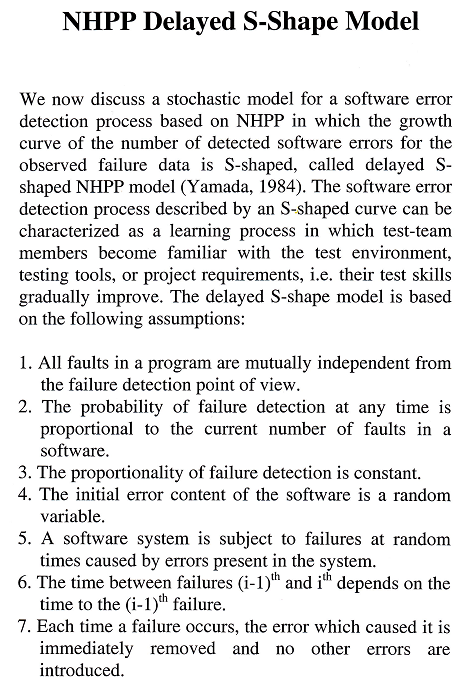 NHPP Delayed S-Shape Model
We now discuss a stochastic model for a software error
detection process based on NHPP in which the growth
curve of the number of detected software errors for the
observed failure data is S-shaped, called delayed S-
shaped NHPP model (Yamada, 1984). The software error
detection process described by an S-shaped curve can be
characterized as a learning process in which test-team
members become familiar with the test environment,
testing tools, or project requirements, i.e. their test skills
gradually improve. The delayed S-shape model is based
on the following assumptions:
1. All faults in a program are mutually independent from
the failure detection point of view.
2. The probability of failure detection at any time is
proportional to the current number of faults in a
software.
3. The proportionality of failure detection is constant.
4. The initial error content of the software is a random
variable.
5. A software system is subject to failures at random
times caused by errors present in the system.
6. The time between failures (i-1)th and ith depends on the
time to the (i-1)th failure.
7. Each time a failure occurs, the error which caused it is
immediately removed and no other errors are
introduced.